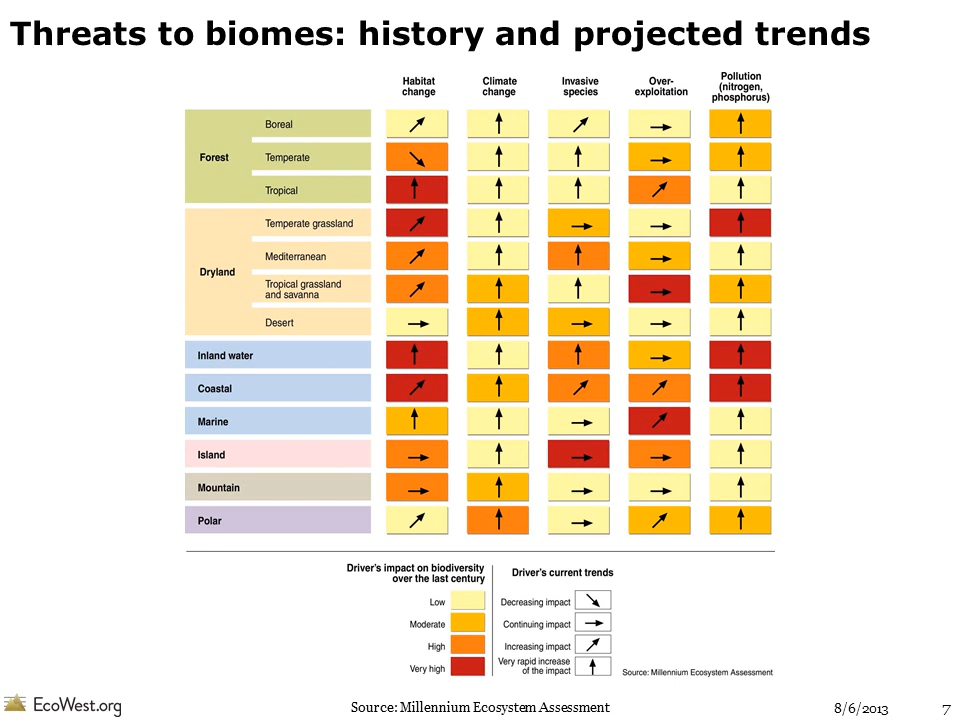 Threats to biomes: history and projected trends
Habitat
change
Climate
change
Invasive
species
Over-
exploitation
Pollution
(nitrogen,
phosphorus)
Forest
Boreal
Temperate
Tropical
Dryland
Temperate grassland
Mediterranean
Tropical grassland
and savanna
Desert
Inland water
Coastal
Marine
Island
Mountain
Polar
Driver's impact on biodiversity
over the last century
Low
Moderate
High
Very high
Driver's current trends
Decreasing impact
Continuing impact
Increasing impact
Very rapid increase
of the impact
Source: Millennium Ecosystem Assessment
EcoWest.org
Source: Millennium Ecosystem Assessment
8/6/2013
7